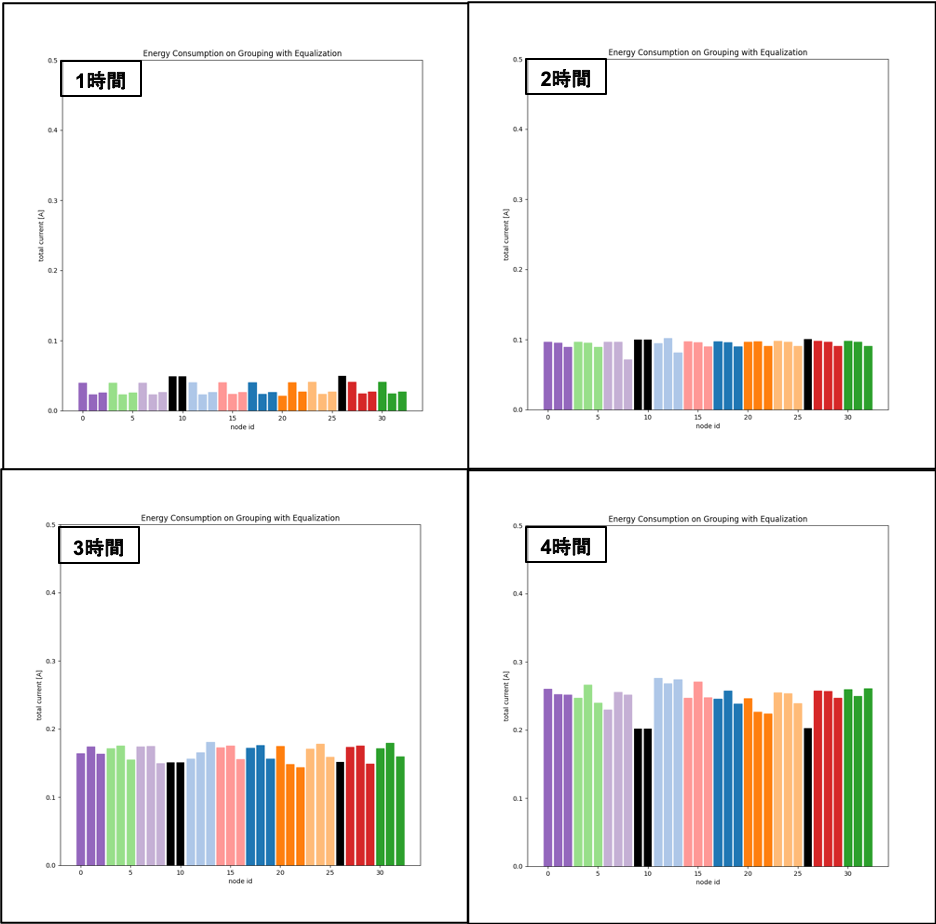 Energy Consumption on Grouping with Equalization
1時間
0.5
0.4
0.3
0.2
0.1
0.0
total current [A]
0 5 10 15 20 25 30
node id
Energy Consumption on Grouping with Equalization
2時間
0.5
0.4
0.3
0.2
0.1
0.0
total current [A]
0 5 10 15 20 25 30
node id
Energy Consumption on Grouping with Equalization
3時間
0.5
0.4
0.3
0.2
0.1
0.0
total current [A]
0 5 10 15 20 25 30
node id
Energy Consumption on Grouping with Equalization
4時間
0.5
0.4
0.3
0.2
0.1
0.0
total current [A]
0 5 10 15 20 25 30
node id